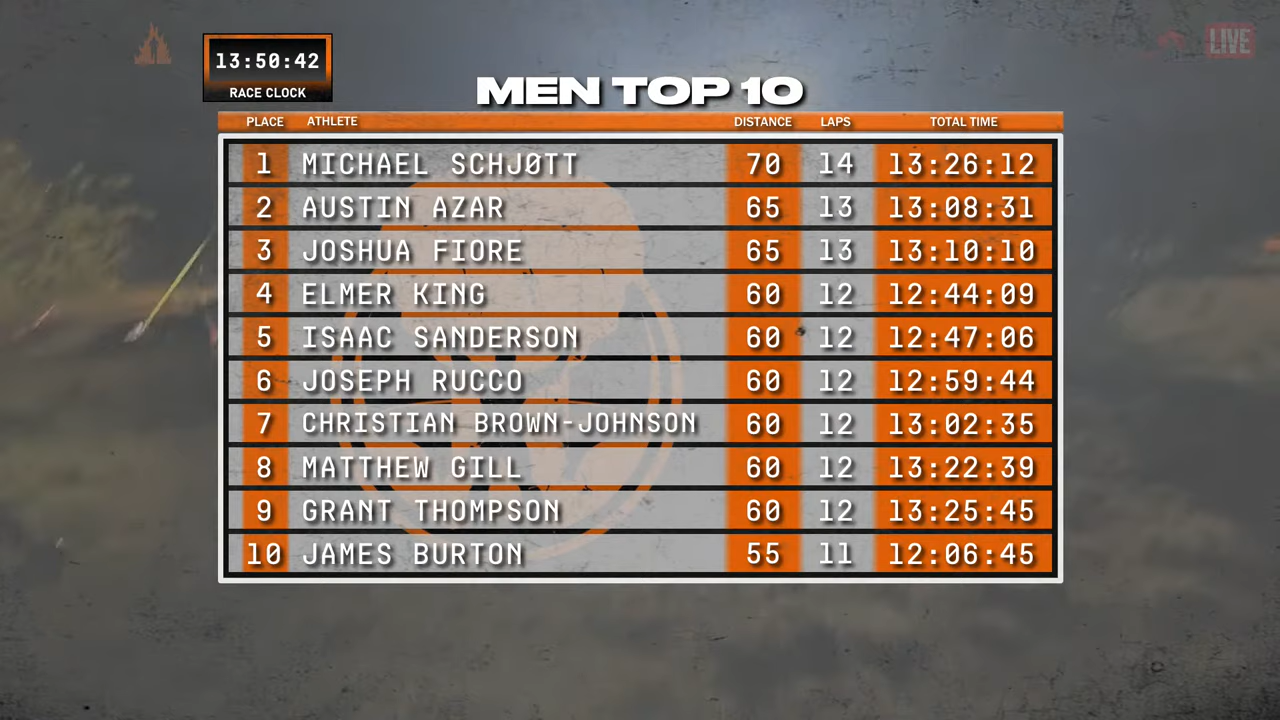 13:50:42
RACE CLOCK
LIVE
MEN TOP 10
PLACE ATHLETE DISTANCE LAPS TOTAL TIME
1 MICHAEL SCHJØTT 70 14 13:26:12
2 AUSTIN AZAR 65 13 13:08:31
3 JOSHUA FIORE 65 13 13:10:10
4 ELMER KING 60 12 12:44:09
5 ISAAC SANDERSON 60 12 12:47:06
6 JOSEPH RUCCO 60 12 12:59:44
7 CHRISTIAN BROWN-JOHNSON 60 12 13:02:35
8 MATTHEW GILL 60 12 13:22:39
9 GRANT THOMPSON 60 12 13:25:45
10 JAMES BURTON 55 11 12:06:45